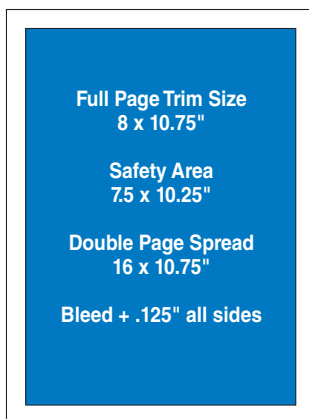 Full Page Trim Size
8 x 10.75"
Safety Area
7.5 x 10.25"
Double Page Spread
16 x 10.75"
Bleed + .125" all sides